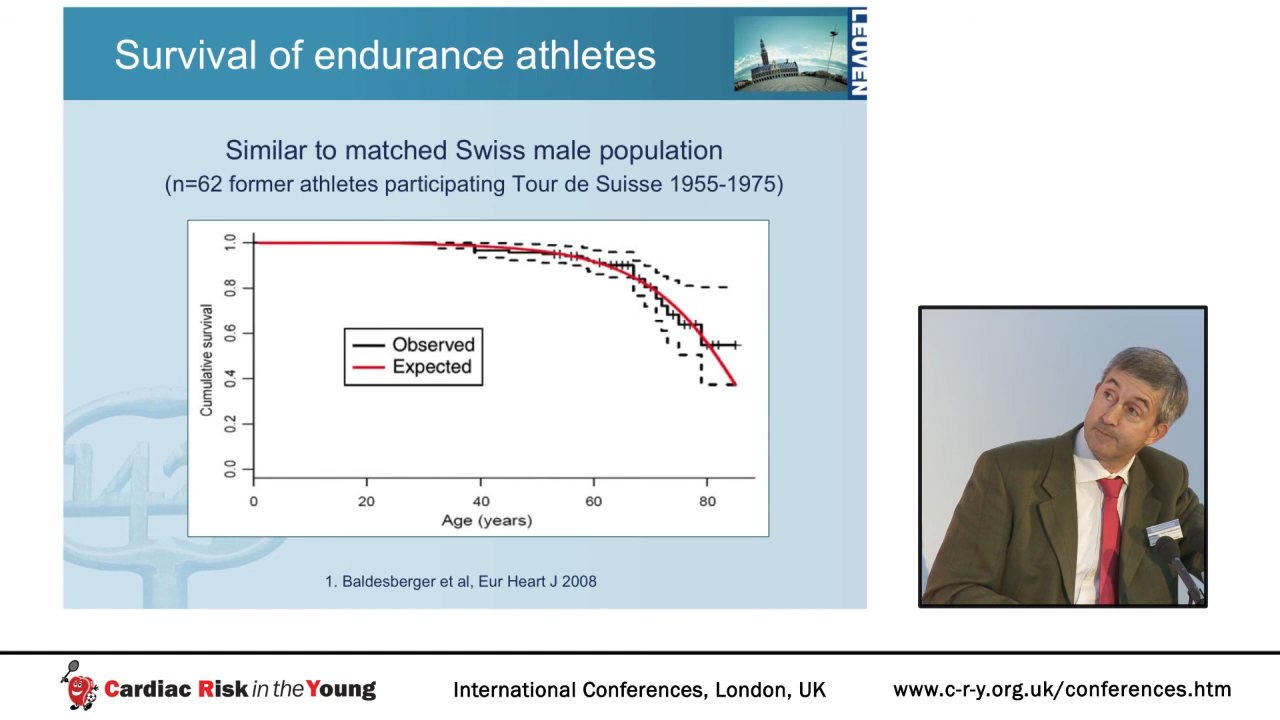 Survival of endurance athletes
LEUVEN
Similar to matched Swiss male population
(n=62 former athletes participating Tour de Suisse 1955-1975)
Cumulative survival
1.0
0.8
0.6
0.4
0.2
0.0
Observed
Expected
0 20 40 60 80
Age (years)
1. Baldesberger et al, Eur Heart J 2008
Cardiac Risk in the Young
International Conferences, London, UK
www.c-r-y.org.uk/conferences.htm